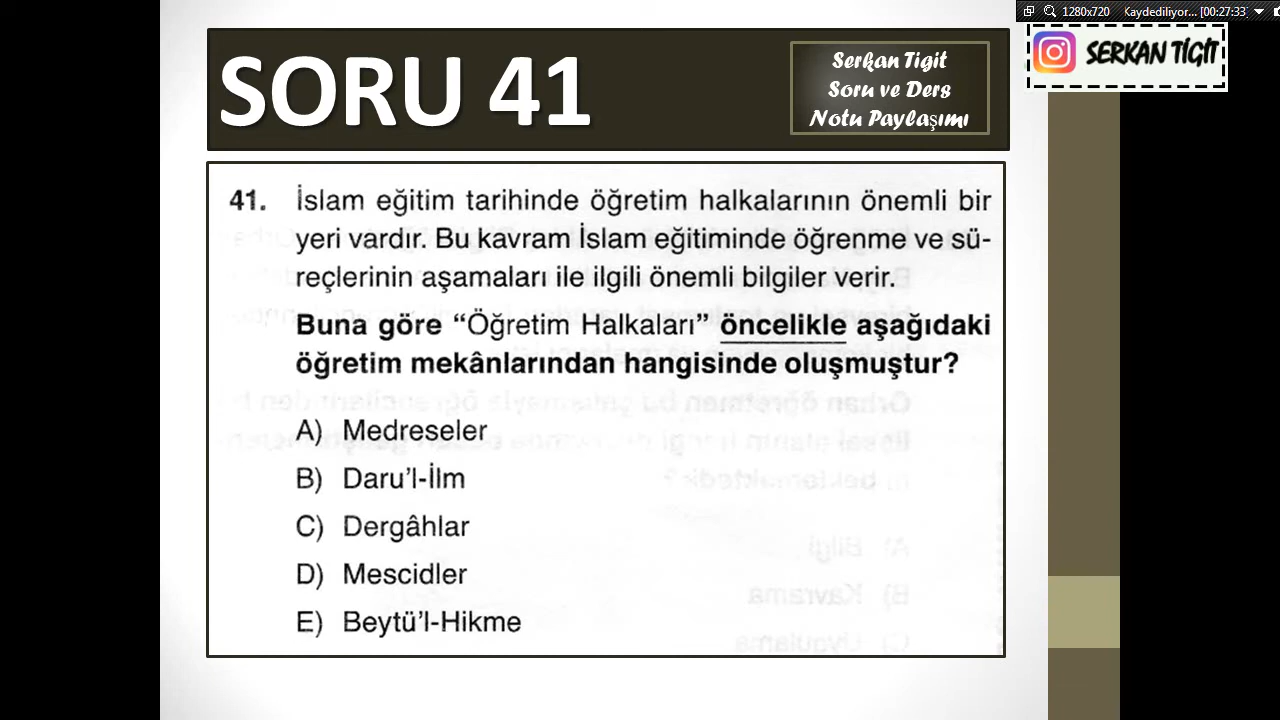 1280x720 Kaydediliyor... [00:27:33]
SERKAN TİGİT
SORU 41
Serkan Tigit
Soru ve Ders
Notu Paylaşımı
41. İslam eğitim tarihinde öğretim halkalarının önemli bir
yeri vardır. Bu kavram İslam eğitiminde öğrenme ve sü-
reçlerinin aşamaları ile ilgili önemli bilgiler verir.
Buna göre “Öğretim Halkaları” öncelikle aşağıdaki
öğretim mekânlarından hangisinde oluşmuştur?
A) Medreseler
B) Daru’l-İlm
C) Dergâhlar
D) Mescidler
E) Beytü’l-Hikme